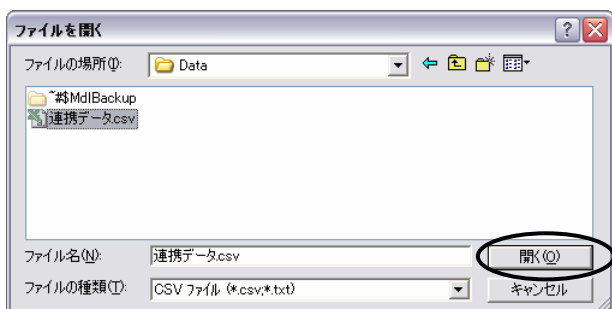 ファイルを開く
ファイルの場所(I):
Data
~#$MdlBackup
連携データ.csv
ファイル名(N):
連携データ.csv
開く(O)
ファイルの種類(T):
CSV ファイル (*.csv;*.txt)
キャンセル